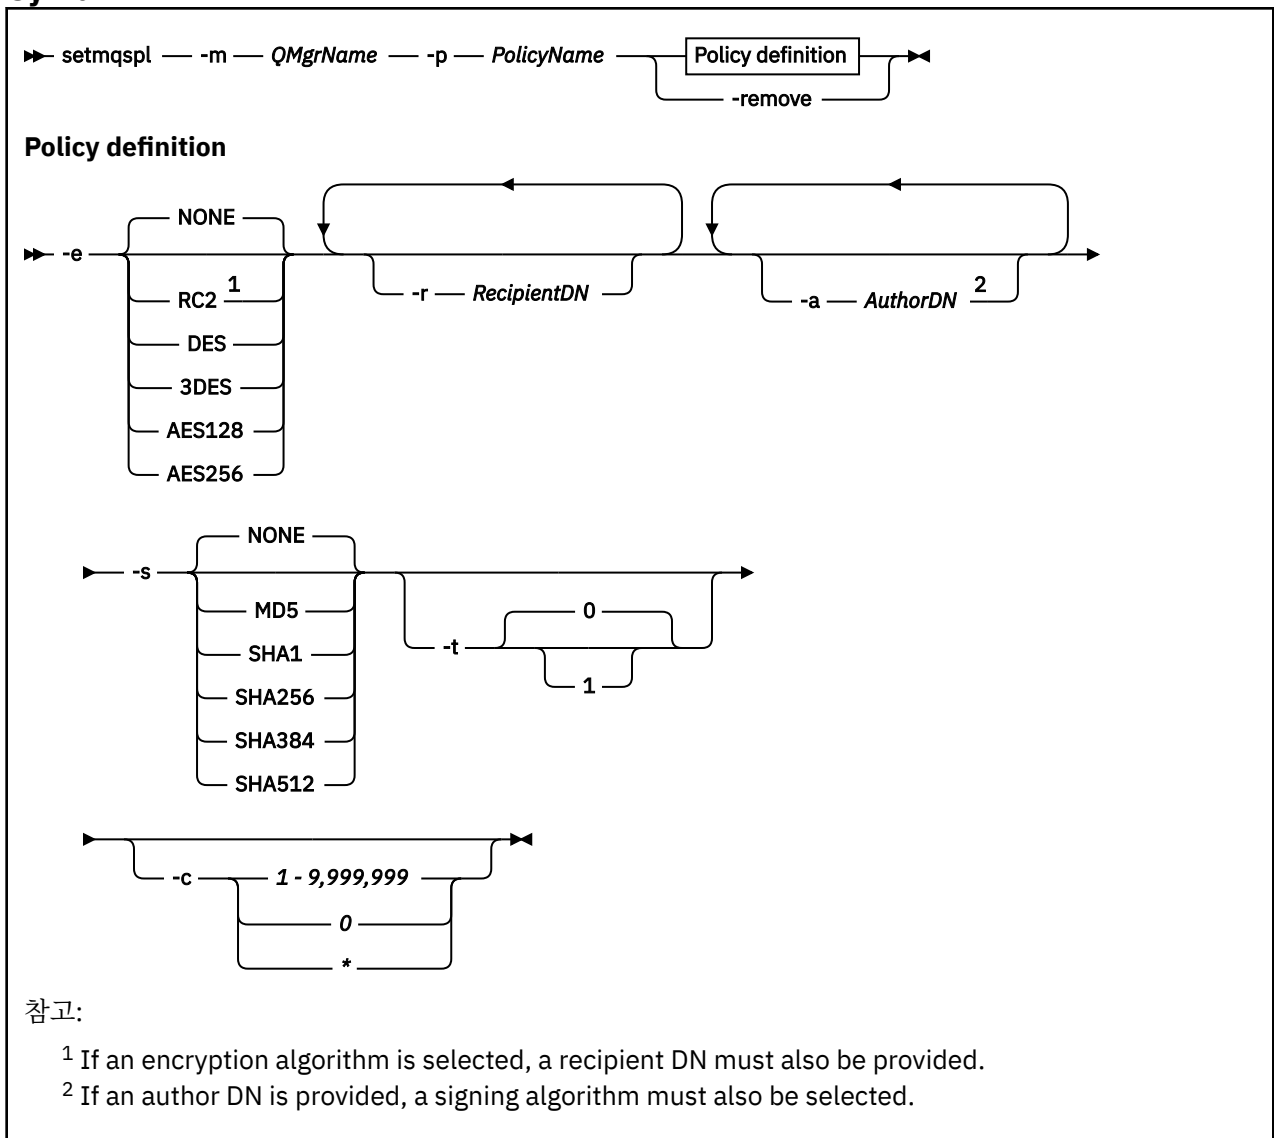 setmqspl -m QMgrName -p PolicyName Policy definition
-remove
Policy definition
NONE
-e
RC2 1
-r RecipientDN
-a AuthorDN 2
DES
3DES
AES128
AES256
NONE
-s
MD5
SHA1
SHA256
SHA384
SHA512
0
-t
1
-c 1 - 9,999,999
0
*
참고:
1 If an encryption algorithm is selected, a recipient DN must also be provided.
2 If an author DN is provided, a signing algorithm must also be selected.